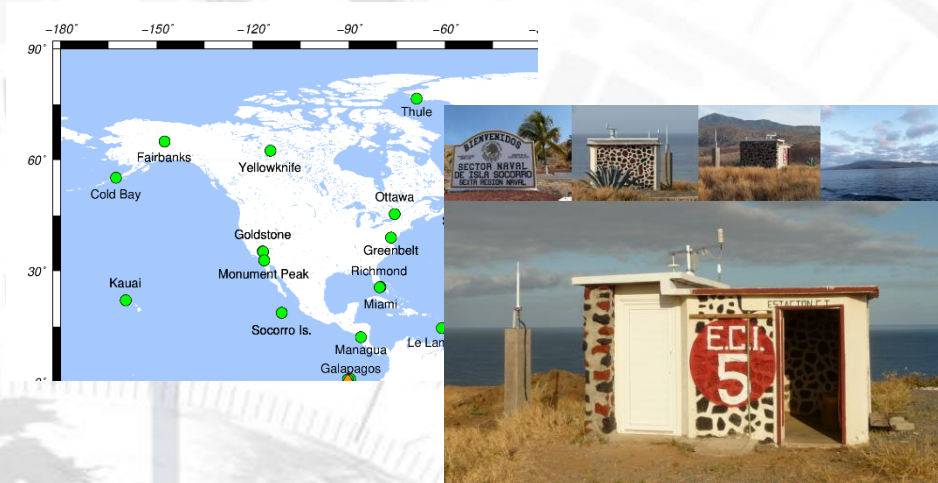 -180° -150° -120° -90° -60°
90°
60°
30°
0°
Thule
Fairbanks
Yellowknife
Cold Bay
Ottawa
Goldstone
Greenbelt
Monument Peak
Richmond
Kauai
Miami
Socorro Is.
Managua
Le Lam
Galapagos
BIENVENIDOS
SECTOR NAVAL
DE ISLA SOCORRO
SEXTA REGION NAVAL
ESTACION C.I.
E.C.I.
5